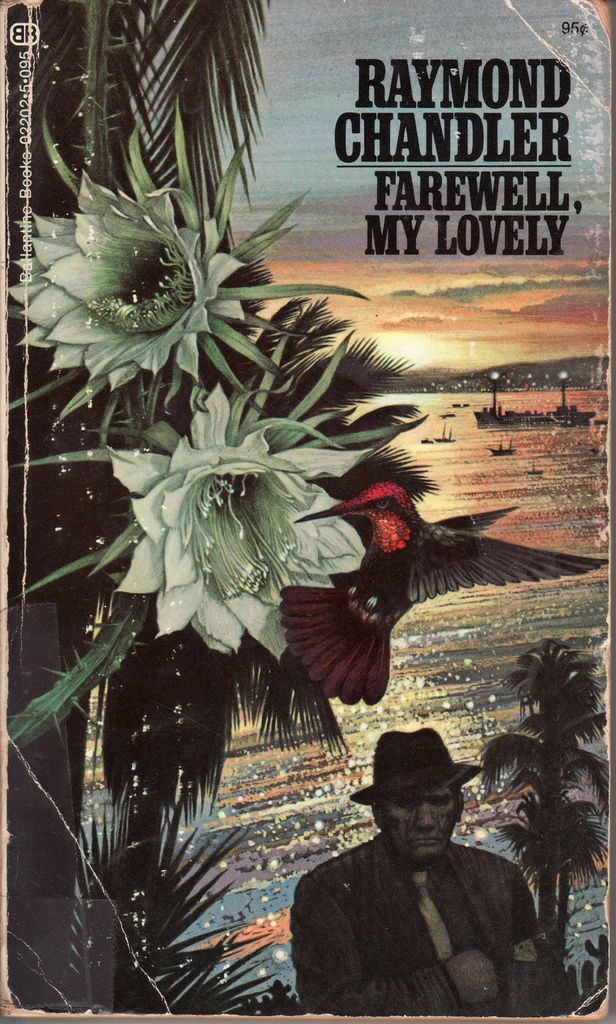 BB
Ballantine Books 02202-5-095
95¢
RAYMOND
CHANDLER
FAREWELL,
MY LOVELY